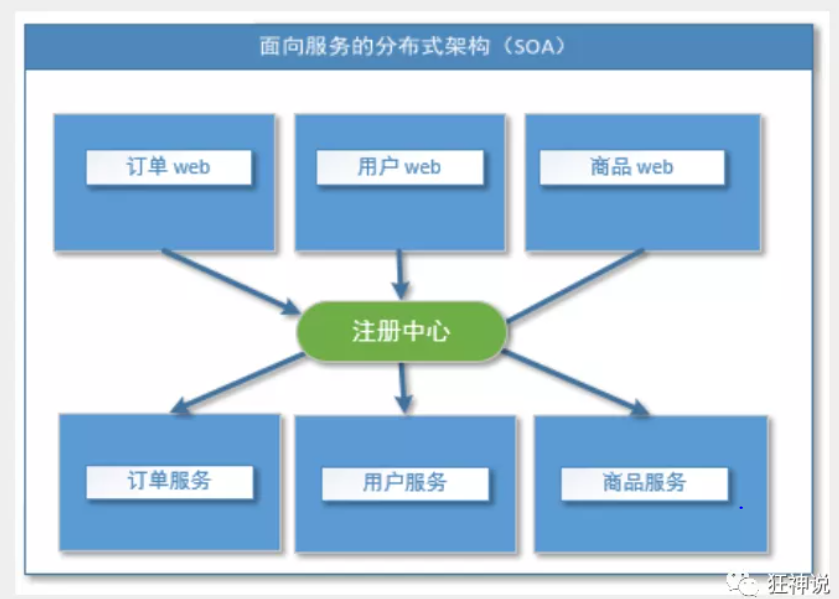 面向服务的分布式架构（SOA）
订单 web
用户 web
商品 web
注册中心
订单服务
用户服务
商品服务
狂神说